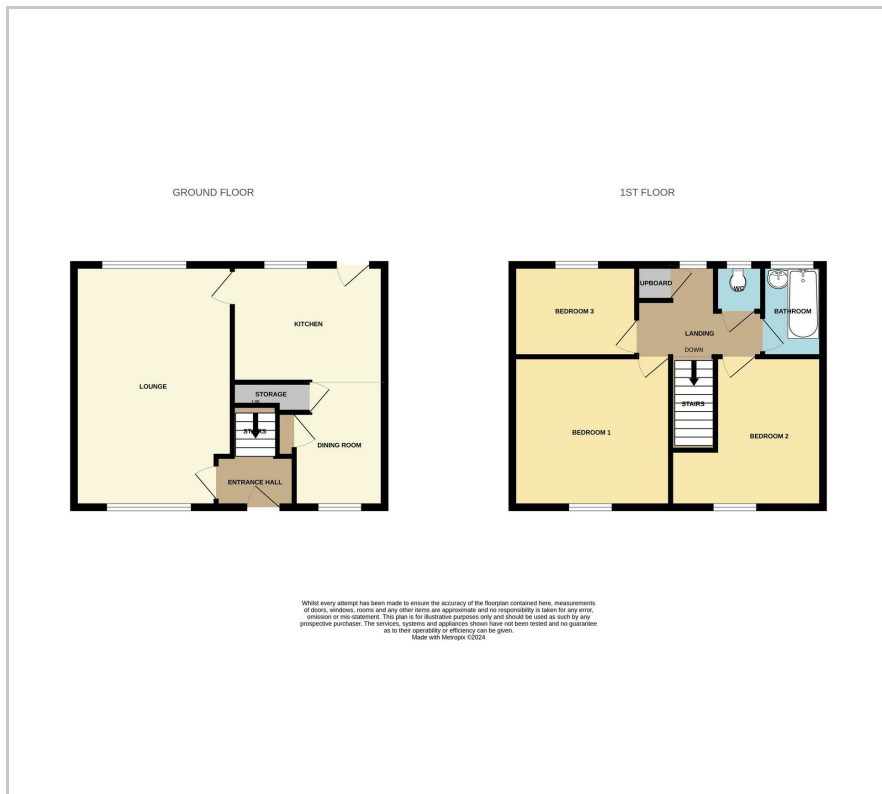 GROUND FLOOR
1ST FLOOR
UPBOARD
WC
BEDROOM 3
BATHROOM
KITCHEN
LANDING
DOWN
LOUNGE
STORAGE
UP
STAIRS
STAIRS
BEDROOM 1
BEDROOM 2
DINING ROOM
ENTRANCE HALL
Whilst every attempt has been made to ensure the accuracy of the floorplan contained here, measurements
of doors, windows, rooms and any other items are approximate and no responsibility is taken for any error,
omission or mis-statement. This plan is for illustrative purposes only and should be used as such by any
prospective purchaser. The services, systems and appliances shown have not been tested and no guarantee
as to their operability or efficiency can be given.
Made with Metropix ©2024